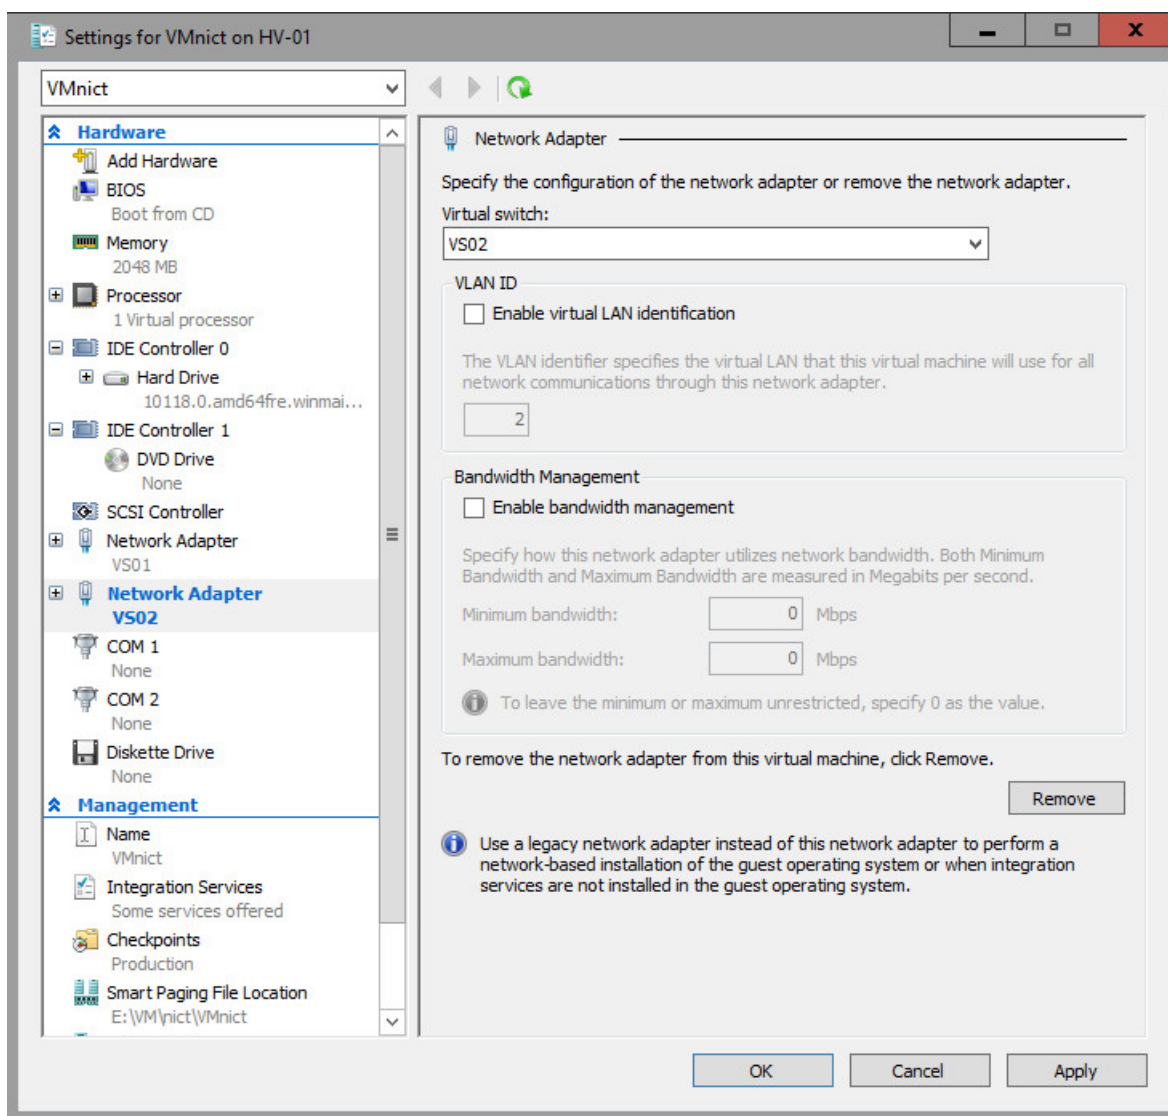 Settings for VMnict on HV-01
VMnict
Hardware
Add Hardware
BIOS
Boot from CD
Memory
2048 MB
Processor
1 Virtual processor
IDE Controller 0
Hard Drive
10118.0.amd64fre.winmai...
IDE Controller 1
DVD Drive
None
SCSI Controller
Network Adapter
VS01
Network Adapter
VS02
COM 1
None
COM 2
None
Diskette Drive
None
Management
Name
VMnict
Integration Services
Some services offered
Checkpoints
Production
Smart Paging File Location
E:\VM\nict\VMnict
Network Adapter
Specify the configuration of the network adapter or remove the network adapter.
Virtual switch:
VS02
VLAN ID
Enable virtual LAN identification
The VLAN identifier specifies the virtual LAN that this virtual machine will use for all
network communications through this network adapter.
2
Bandwidth Management
Enable bandwidth management
Specify how this network adapter utilizes network bandwidth. Both Minimum
Bandwidth and Maximum Bandwidth are measured in Megabits per second.
Minimum bandwidth: 0 Mbps
Maximum bandwidth: 0 Mbps
To leave the minimum or maximum unrestricted, specify 0 as the value.
To remove the network adapter from this virtual machine, click Remove.
Remove
Use a legacy network adapter instead of this network adapter to perform a
network-based installation of the guest operating system or when integration
services are not installed in the guest operating system.
OK Cancel Apply